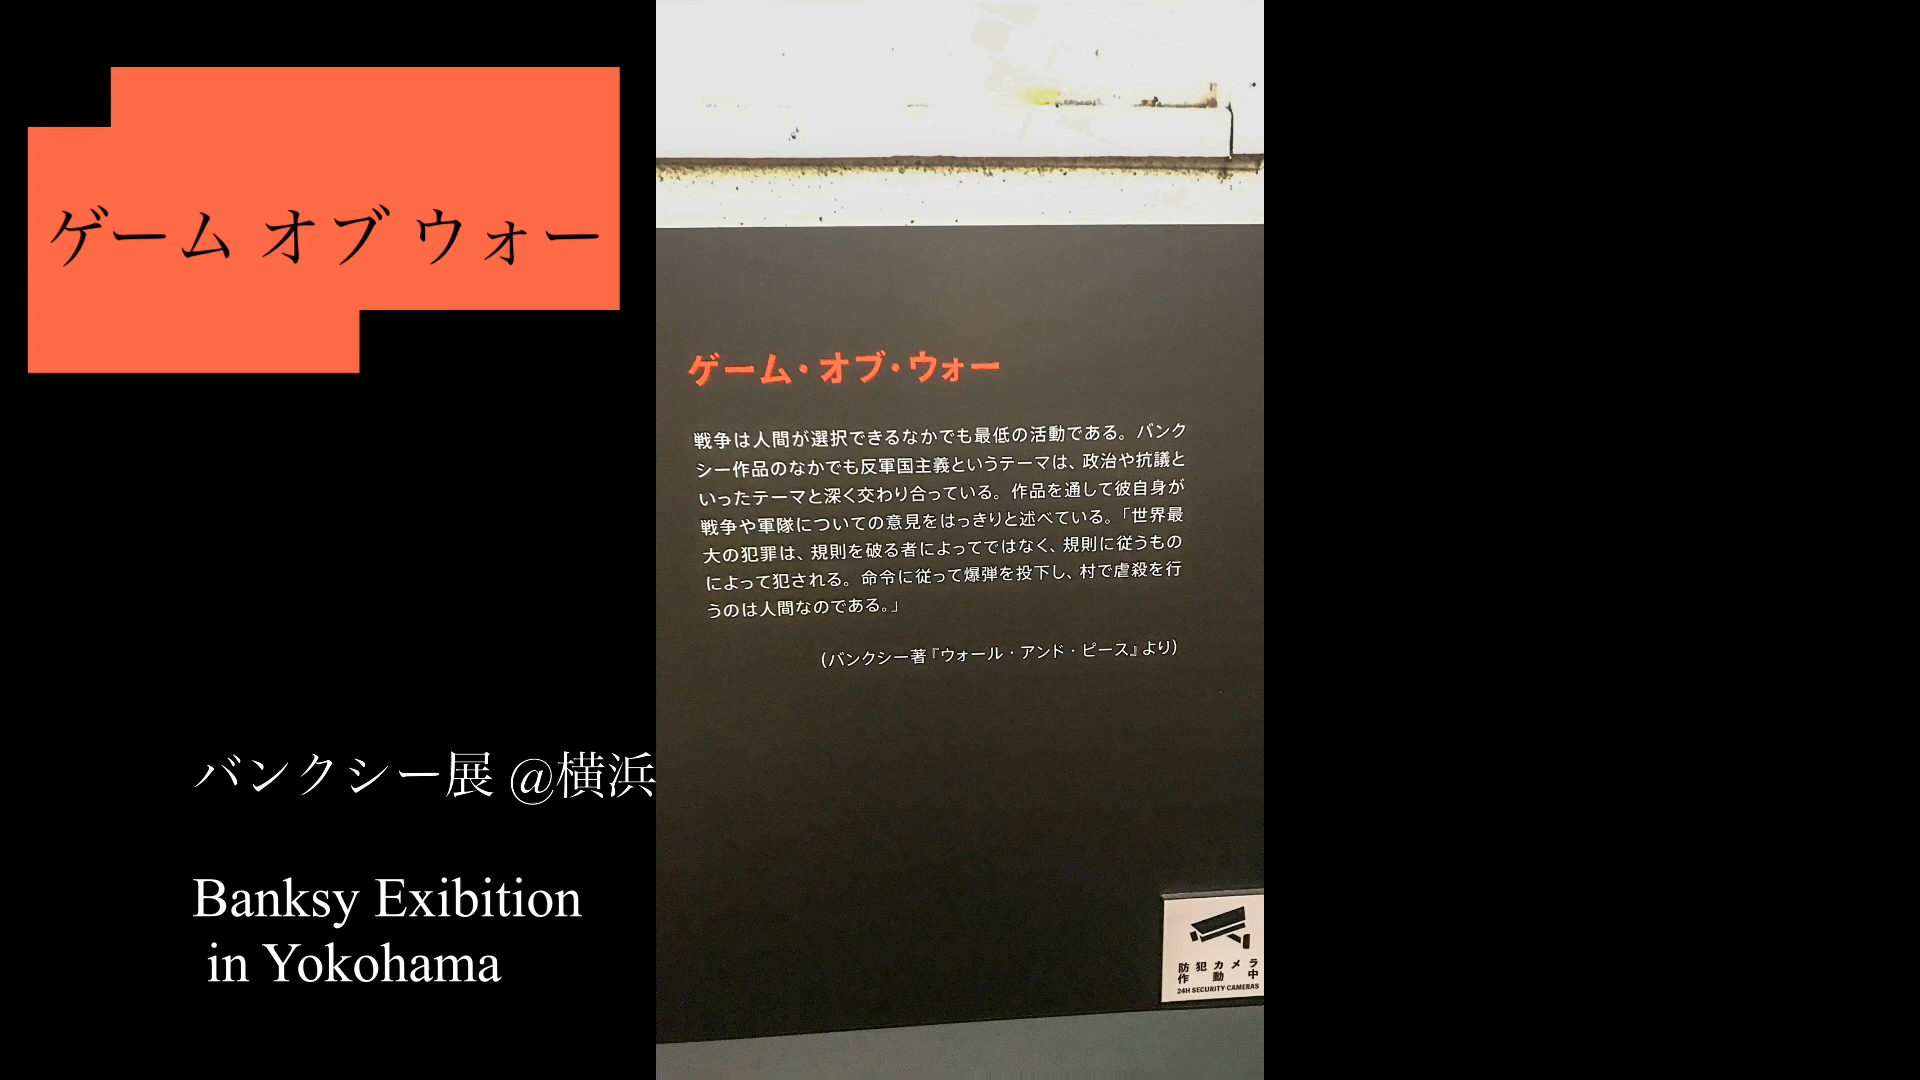 ゲーム オブ ウォー
バンクシー展 @横浜
Banksy Exibition
in Yokohama
ゲーム・オブ・ウォー
戦争は人間が選択できるなかでも最低の活動である。バンク
シー作品のなかでも反軍国主義というテーマは、政治や抗議と
いったテーマと深く交わり合っている。作品を通して彼自身が
戦争や軍隊についての意見をはっきりと述べている。「世界最
大の犯罪は、規則を破る者によってではなく、規則に従うもの
によって犯される。命令に従って爆弾を投下し、村で虐殺を行
うのは人間なのである。」
(バンクシー著『ウォール・アンド・ピース』より)
防犯カメラ
作動中
24H SECURITY CAMERAS